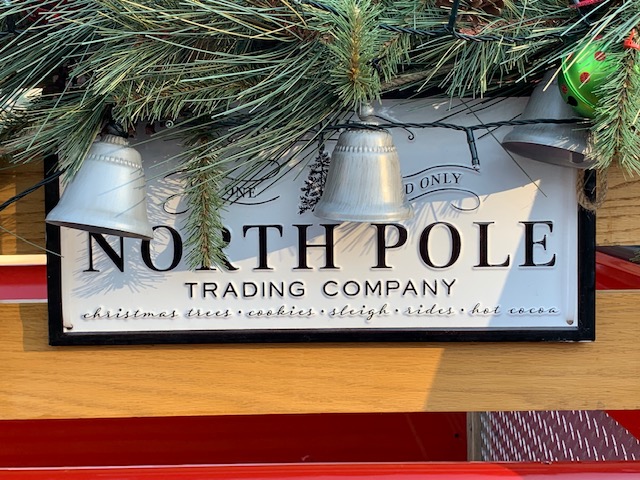 ONLY
NORTH POLE
TRADING COMPANY
christmas trees • cookies • sleigh • rides • hot cocoa